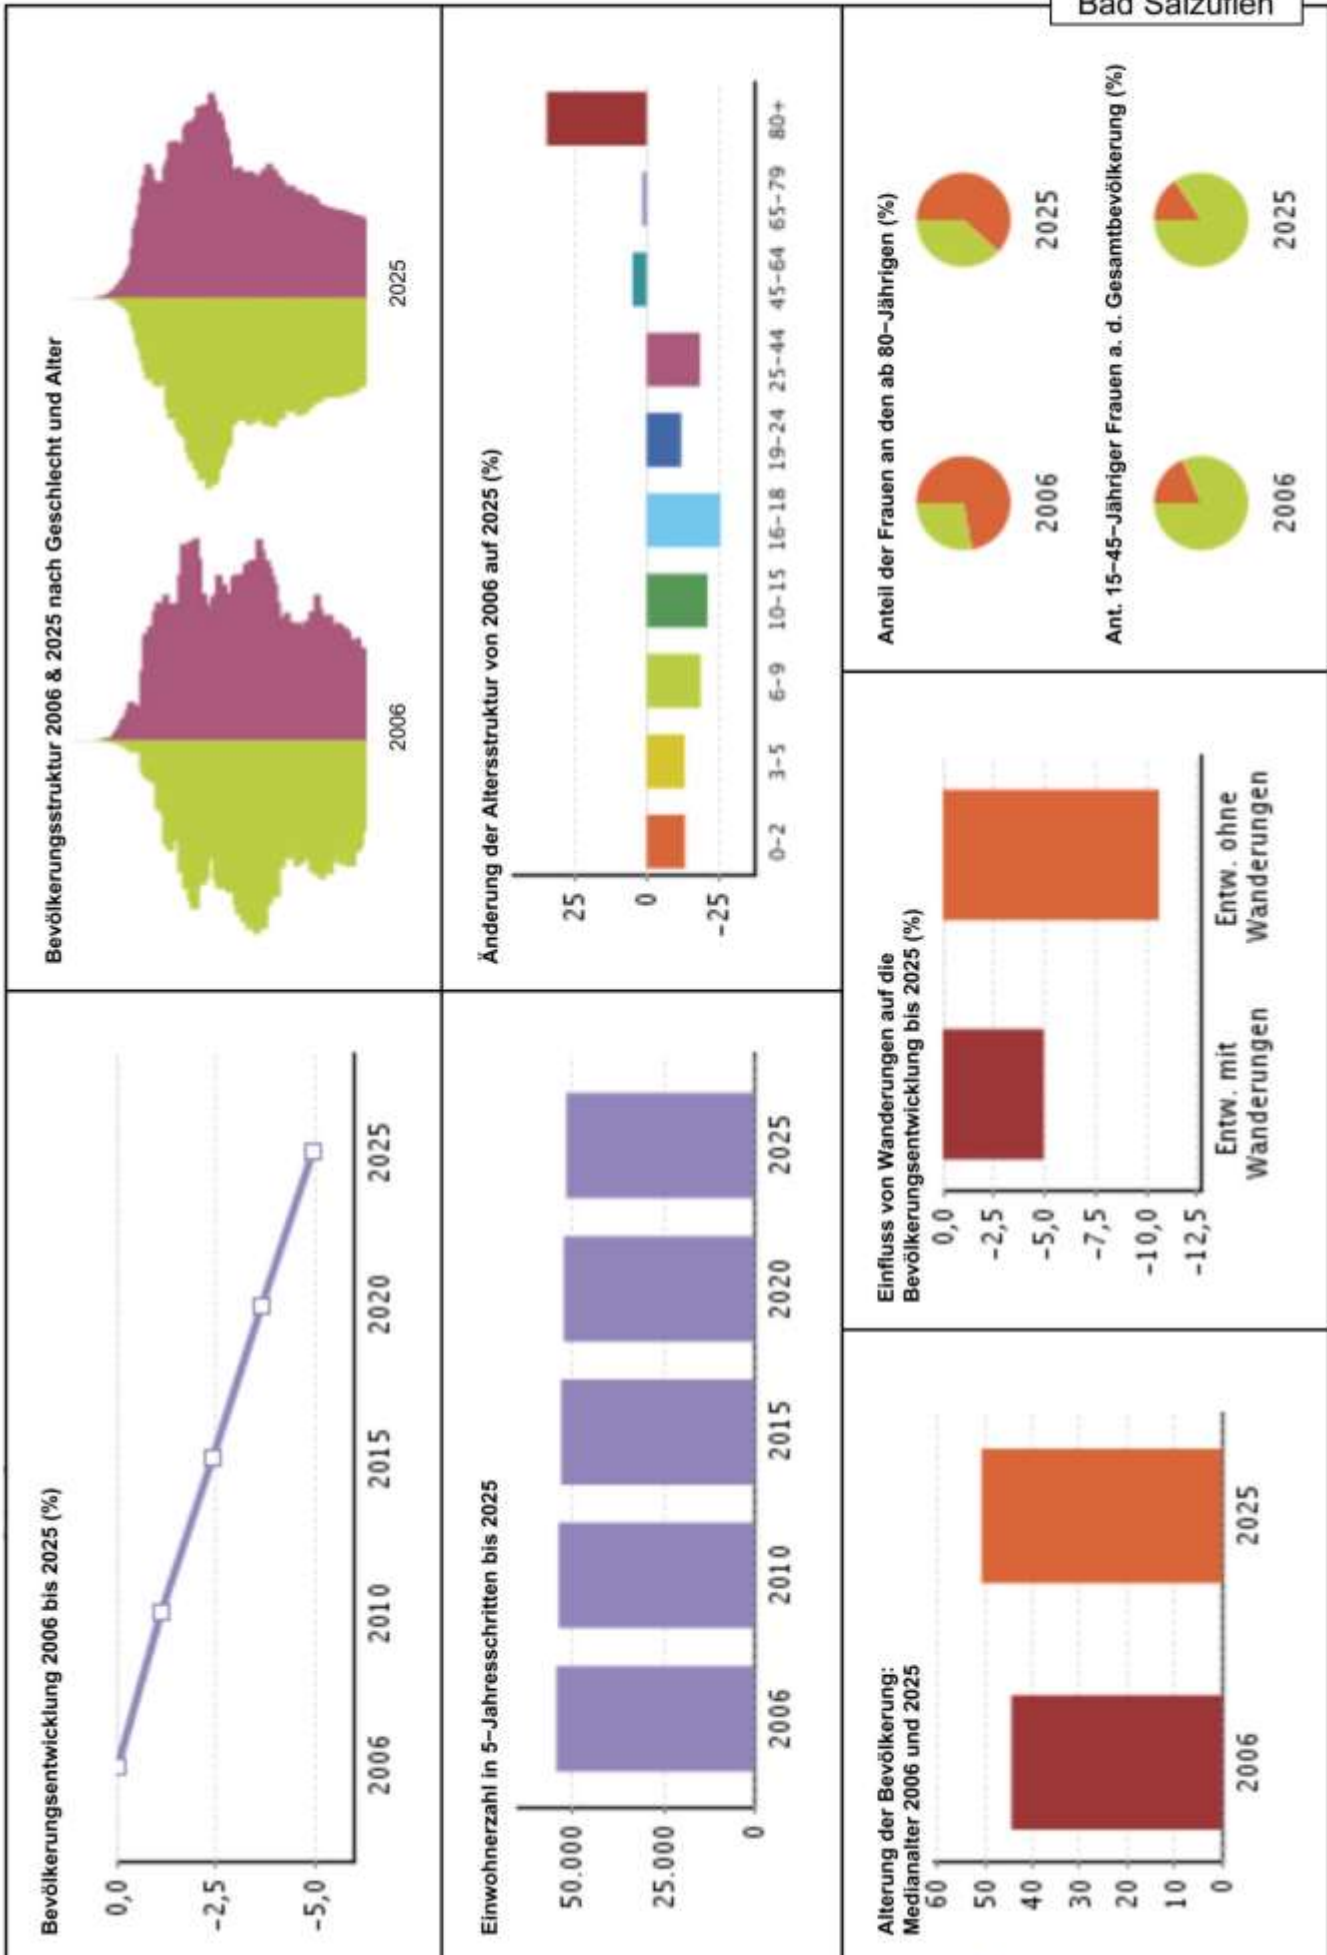 Bad Salzuflen
Bevölkerungsentwicklung 2006 bis 2025 (%)
0,0
-2,5
-5,0
2006 2010 2015 2020 2025
Bevölkerungsstruktur 2006 & 2025 nach Geschlecht und Alter
2006 2025
Einwohnerzahl in 5-Jahresschritten bis 2025
50.000
25.000
0
2006 2010 2015 2020 2025
Änderung der Altersstruktur von 2006 auf 2025 (%)
25
0
-25
0-2 3-5 6-9 10-15 16-18 19-24 25-44 45-64 65-79 80+
Alterung der Bevölkerung:
Medianalter 2006 und 2025
60
50
40
30
20
10
0
2006 2025
Einfluss von Wanderungen auf die
Bevölkerungsentwicklung bis 2025 (%)
0,0
-2,5
-5,0
-7,5
-10,0
-12,5
Entw. mit Entw. ohne
Wanderungen Wanderungen
Anteil der Frauen an den ab 80-Jährigen (%)
2006 2025
Ant. 15-45-Jähriger Frauen a. d. Gesamtbevölkerung (%)
2006 2025